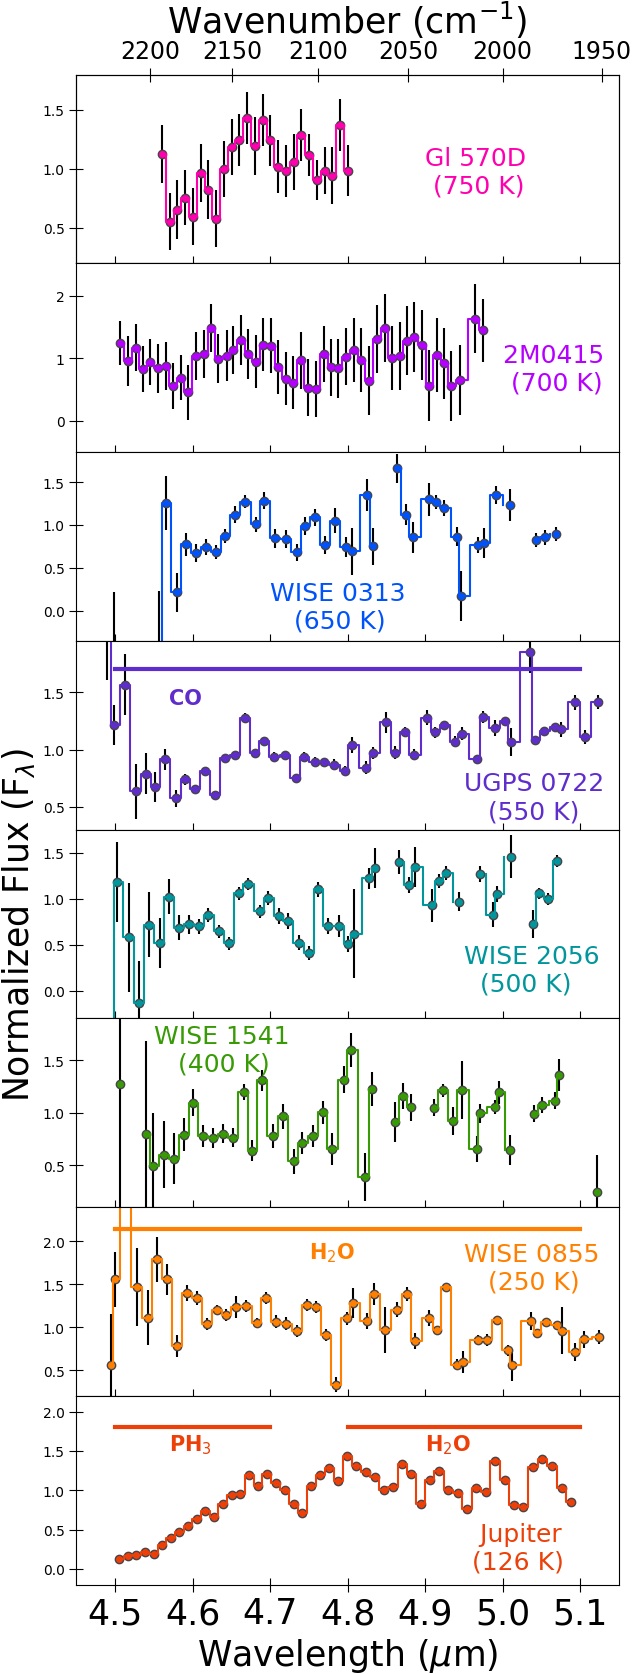 Wavenumber (cm⁻¹)
2200 2150 2100 2050 2000 1950
1.5
Gl 570D
1.0
(750 K)
0.5
2
2M0415
1
(700 K)
0
1.5
1.0
0.5
WISE 0313
0.0
(650 K)
CO
1.5
1.0
UGPS 0722
0.5
(550 K)
1.5
1.0
0.5
WISE 2056
(500 K)
0.0
WISE 1541
(400 K)
1.5
1.0
0.5
2.0
H₂O
WISE 0855
(250 K)
1.5
1.0
0.5
2.0
PH₃ H₂O
1.5
1.0
0.5
Jupiter
(126 K)
0.0
4.5 4.6 4.7 4.8 4.9 5.0 5.1
Wavelength (μm)
Normalized Flux (F_λ)